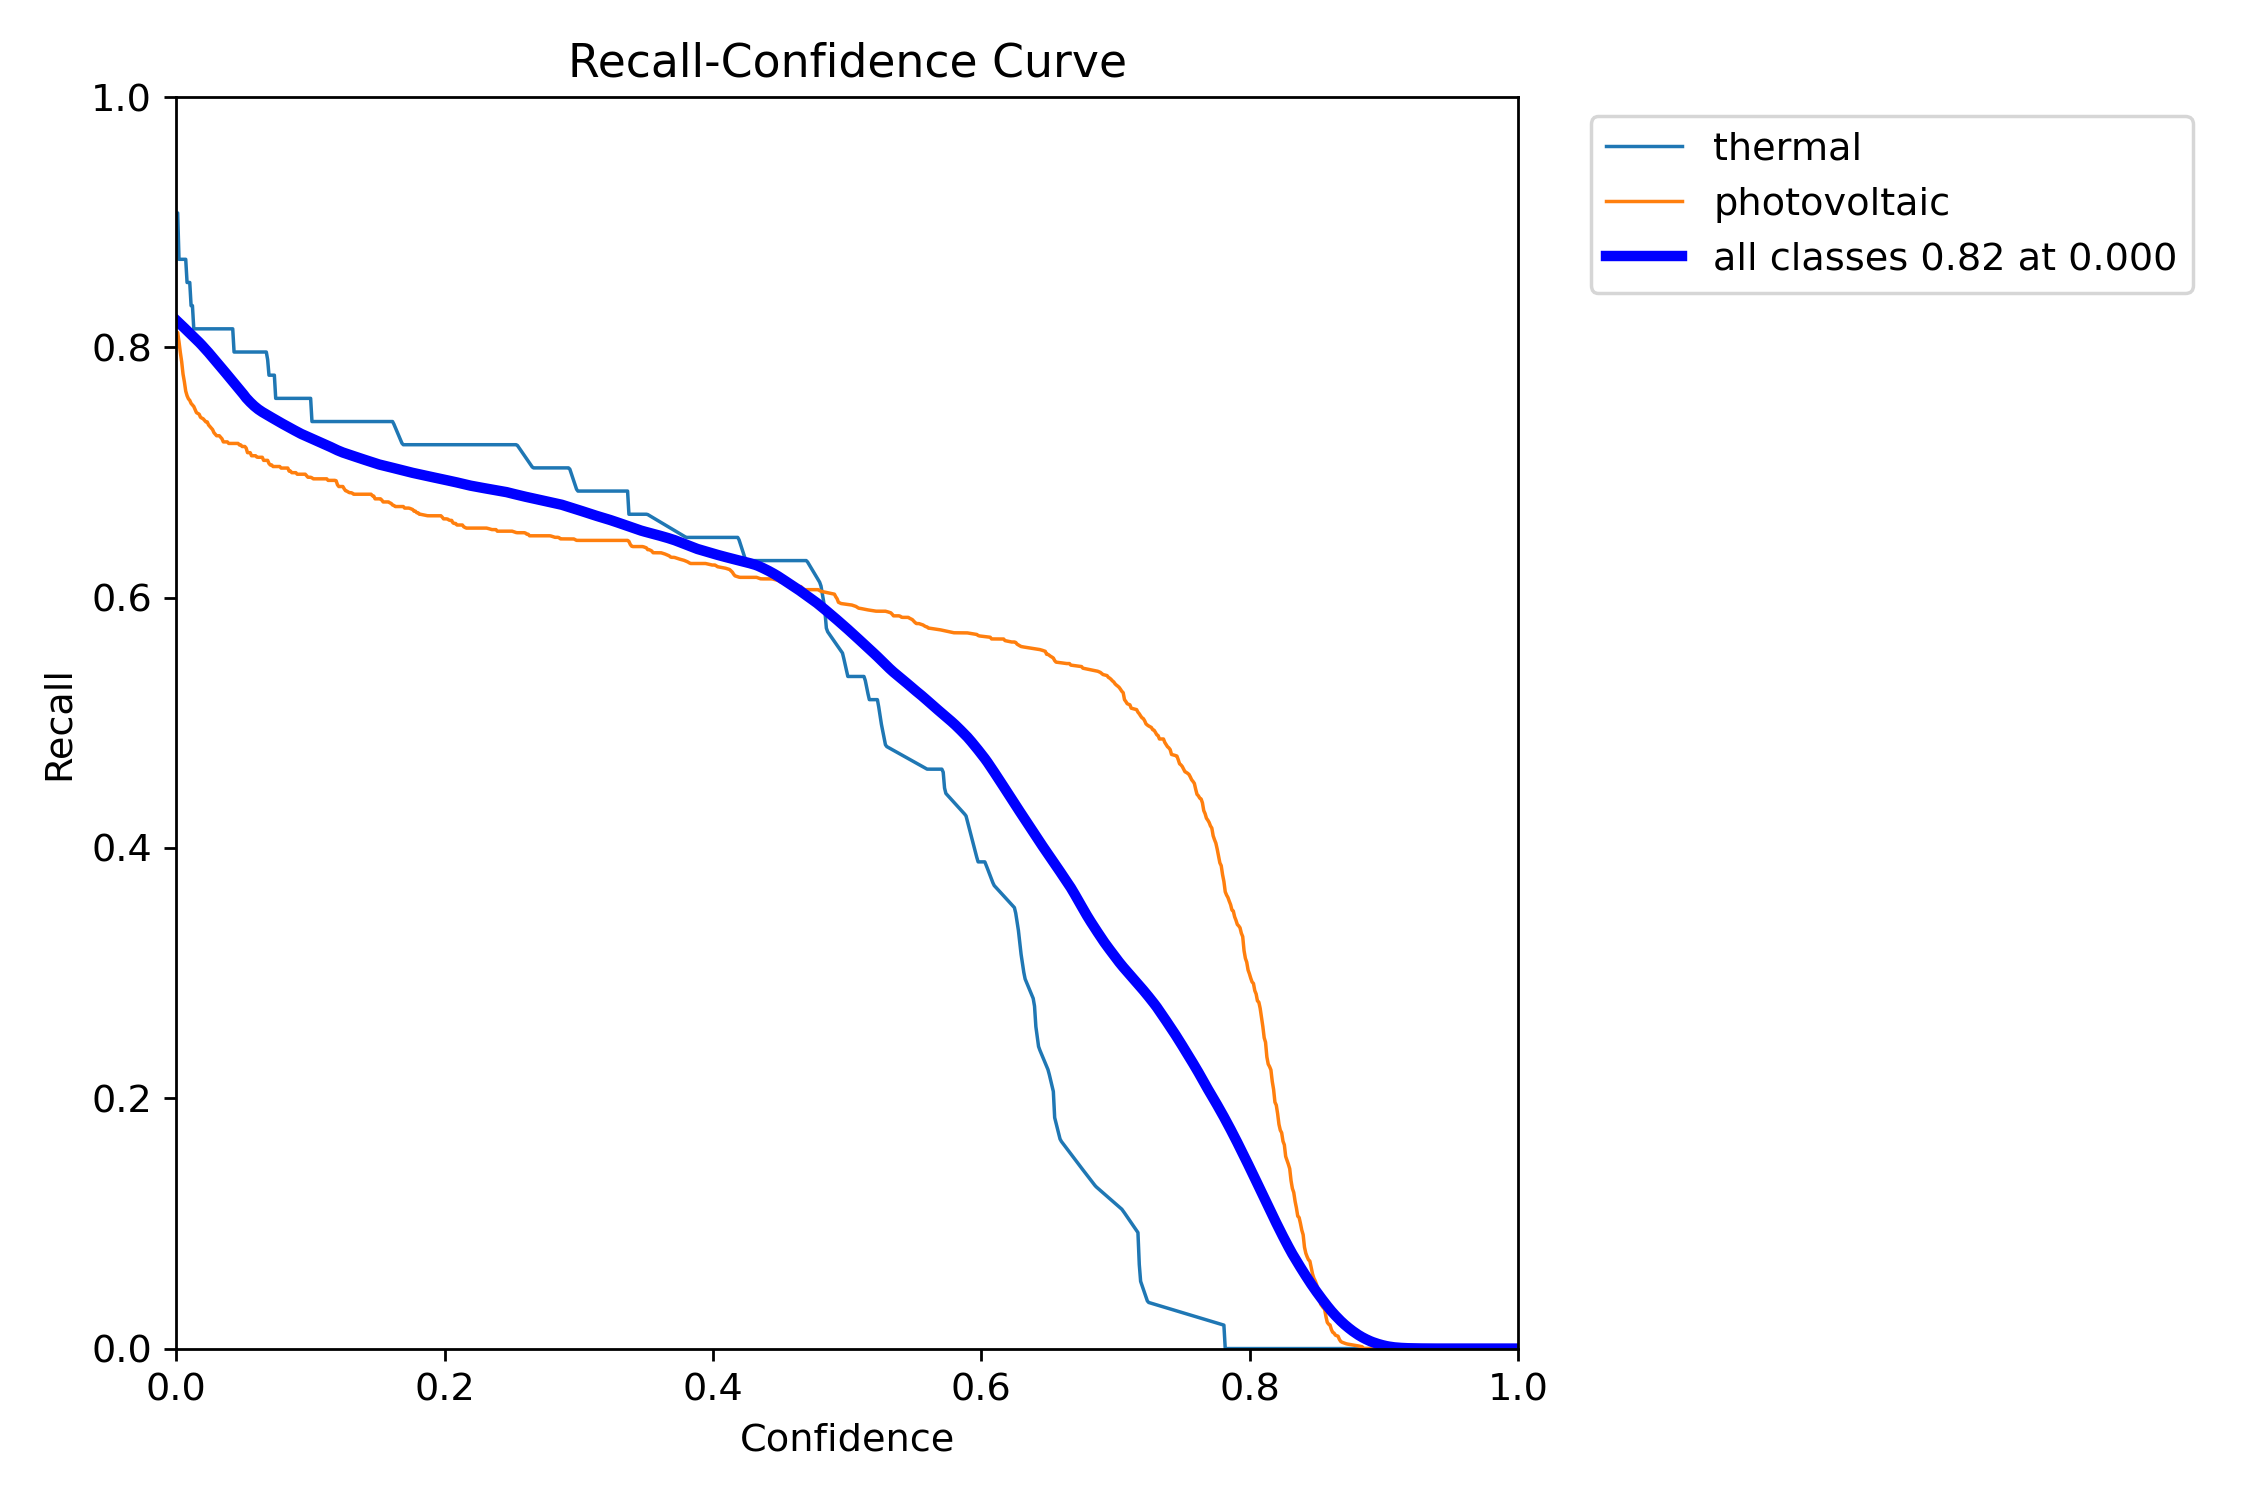 Recall-Confidence Curve
1.0
0.8
0.6
0.4
0.2
0.0
Recall
0.0 0.2 0.4 0.6 0.8 1.0
Confidence
thermal
photovoltaic
all classes 0.82 at 0.000